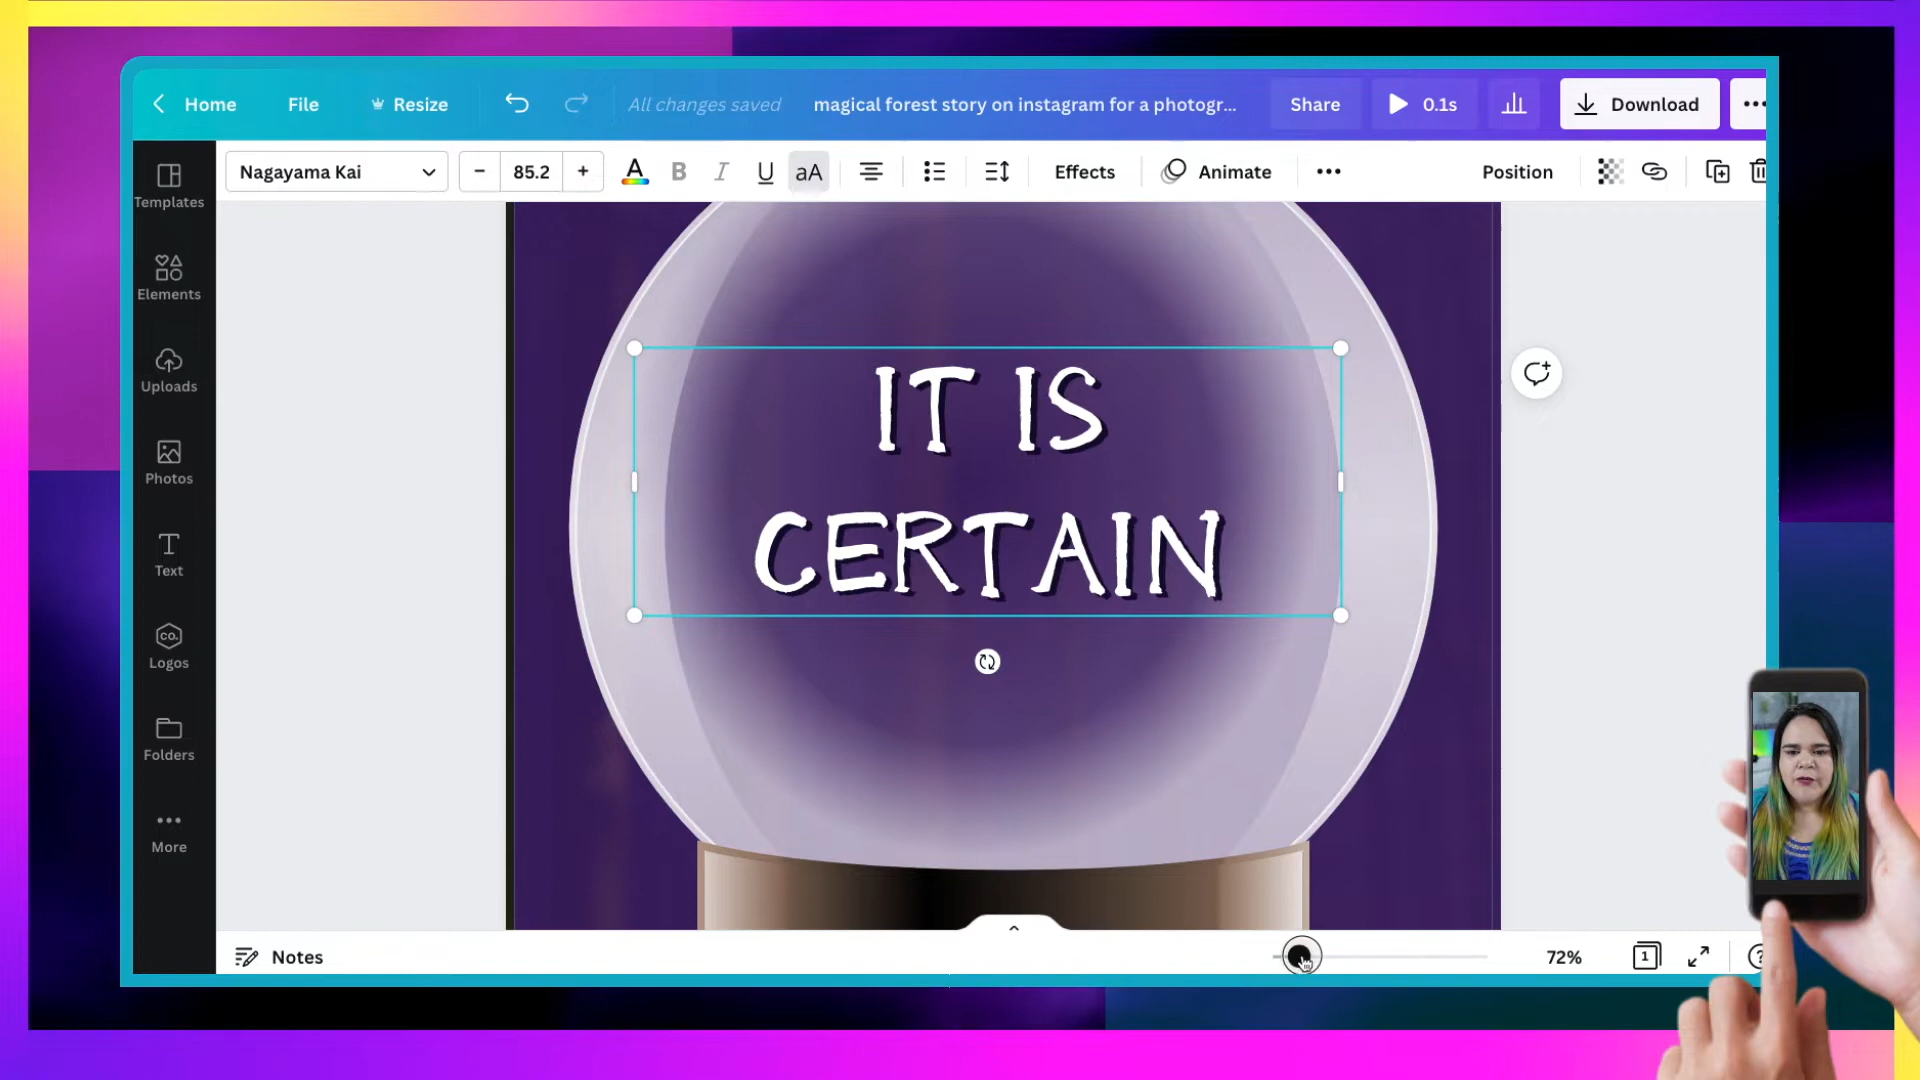 Home File Resize All changes saved magical forest story on instagram for a photogr... Share 0.1s Download
Nagayama Kai − 85.2 + A B I U aA Effects Animate Position
Templates
Elements
Uploads
Photos
Text
CO.
Logos
Folders
More
IT IS
CERTAIN
Notes 72% 1 ?